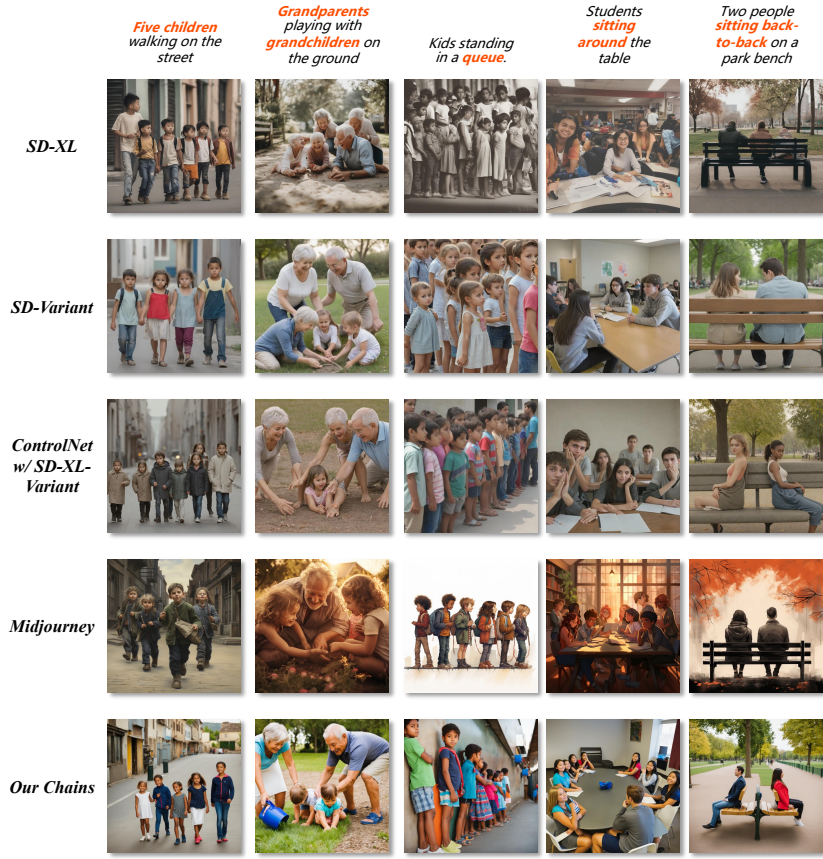 Five children
walking on the
street
Grandparents
playing with
grandchildren on
the ground
Kids standing
in a queue.
Students
sitting
around the
table
Two people
sitting back-
to-back on a
park bench
SD-XL
SD-Variant
ControlNet
w/ SD-XL-
Variant
Midjourney
Our Chains